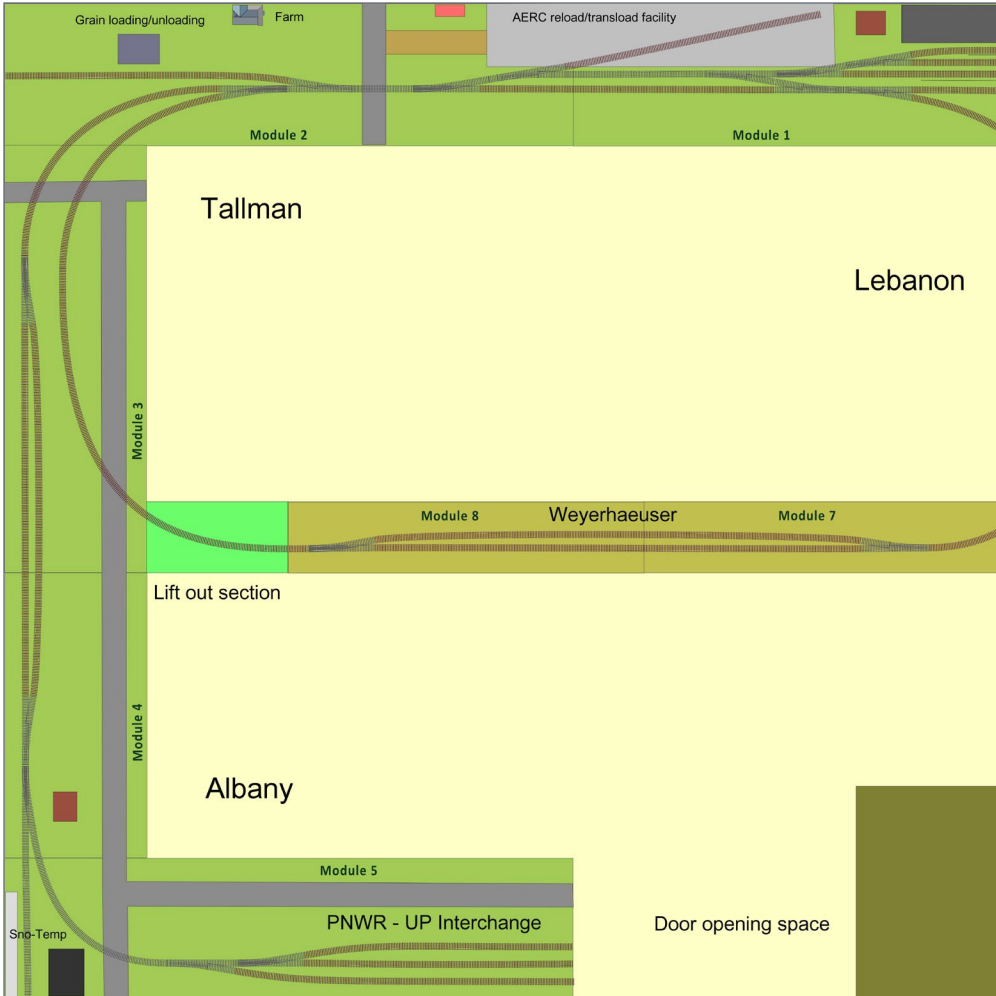 Grain loading/unloading
Farm
AERC reload/transload facility
Module 2
Module 1
Tallman
Lebanon
Module 3
Module 8
Weyerhaeuser
Module 7
Lift out section
Module 4
Albany
Module 5
PNWR - UP Interchange
Door opening space
Sno-Temp